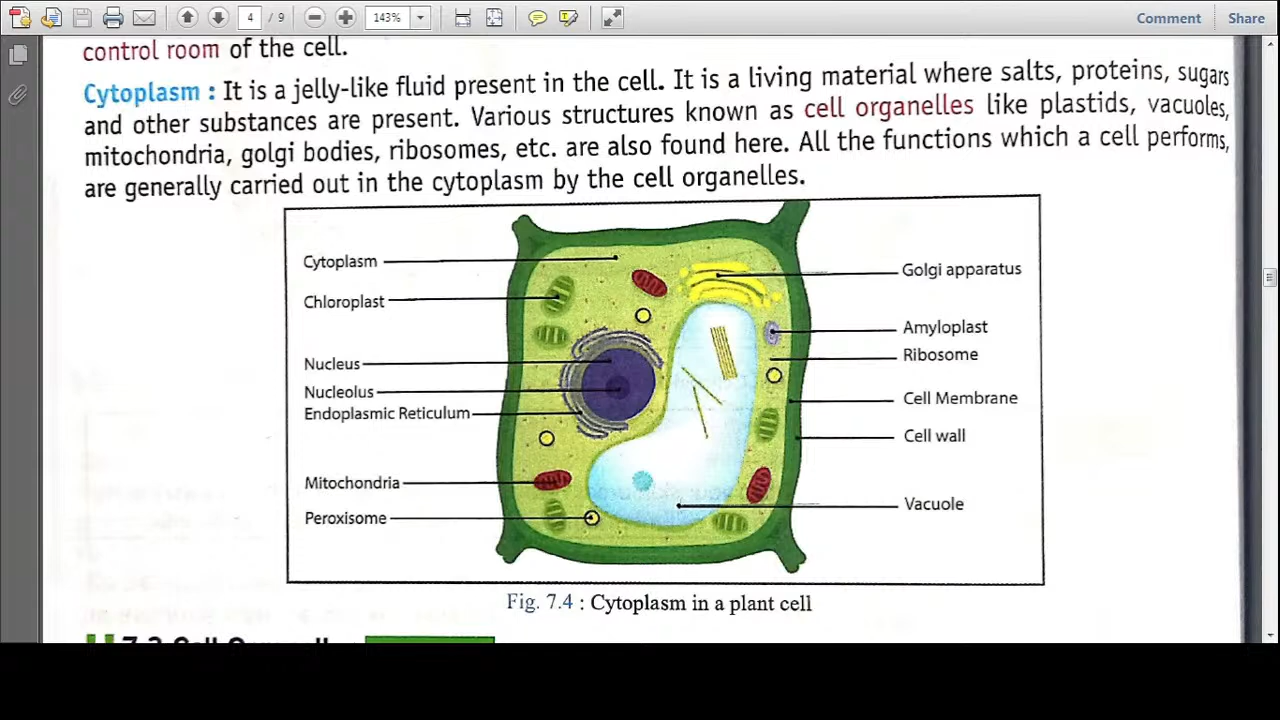 4 / 9
143%
Comment
Share
control room of the cell.
Cytoplasm : It is a jelly-like fluid present in the cell. It is a living material where salts, proteins, sugars
and other substances are present. Various structures known as cell organelles like plastids, vacuoles,
mitochondria, golgi bodies, ribosomes, etc. are also found here. All the functions which a cell performs,
are generally carried out in the cytoplasm by the cell organelles.
Cytoplasm
Chloroplast
Nucleus
Nucleolus
Endoplasmic Reticulum
Mitochondria
Peroxisome
Golgi apparatus
Amyloplast
Ribosome
Cell Membrane
Cell wall
Vacuole
Fig. 7.4 : Cytoplasm in a plant cell